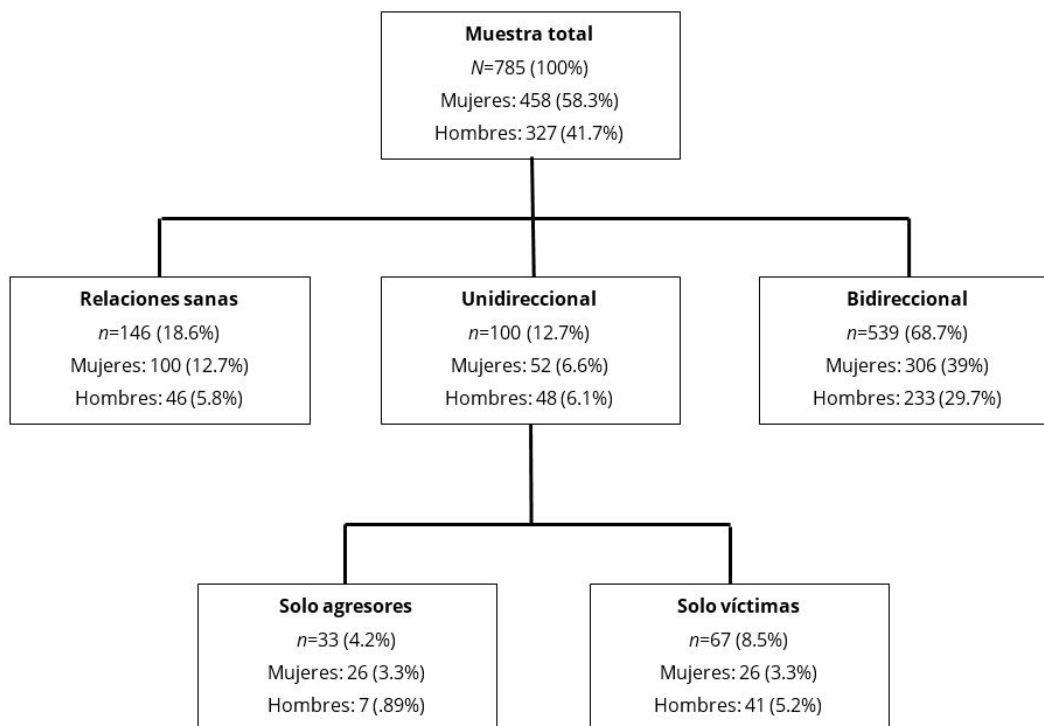 Muestra total
N=785 (100%)
Mujeres: 458 (58.3%)
Hombres: 327 (41.7%)
Relaciones sanas
n=146 (18.6%)
Mujeres: 100 (12.7%)
Hombres: 46 (5.8%)
Unidireccional
n=100 (12.7%)
Mujeres: 52 (6.6%)
Hombres: 48 (6.1%)
Bidireccional
n=539 (68.7%)
Mujeres: 306 (39%)
Hombres: 233 (29.7%)
Solo agresores
n=33 (4.2%)
Mujeres: 26 (3.3%)
Hombres: 7 (.89%)
Solo víctimas
n=67 (8.5%)
Mujeres: 26 (3.3%)
Hombres: 41 (5.2%)